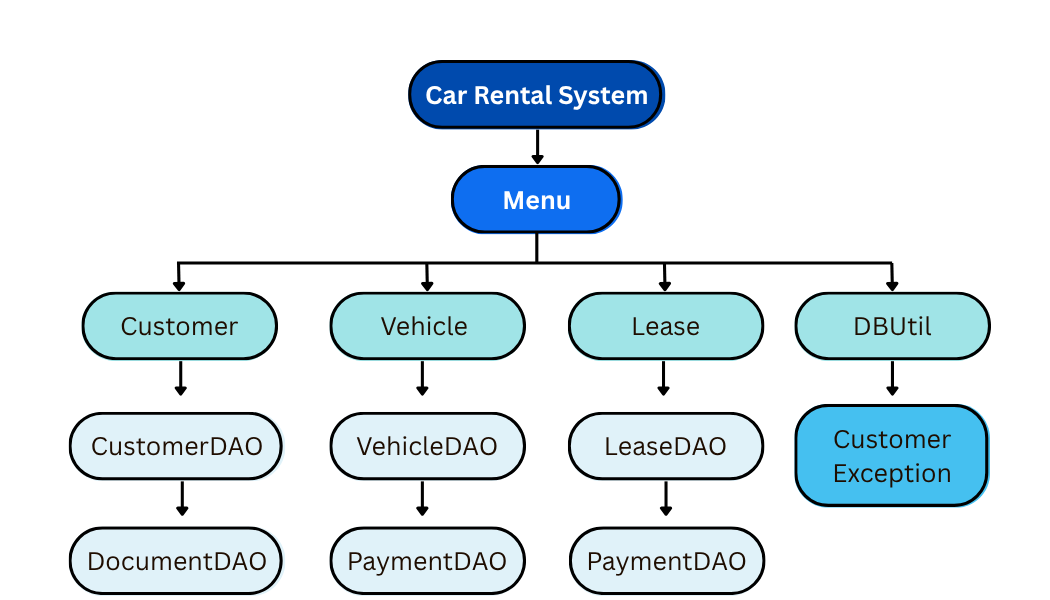 Car Rental System
Menu
Customer
Vehicle
Lease
DBUtil
CustomerDAO
VehicleDAO
LeaseDAO
Customer
Exception
DocumentDAO
PaymentDAO
PaymentDAO